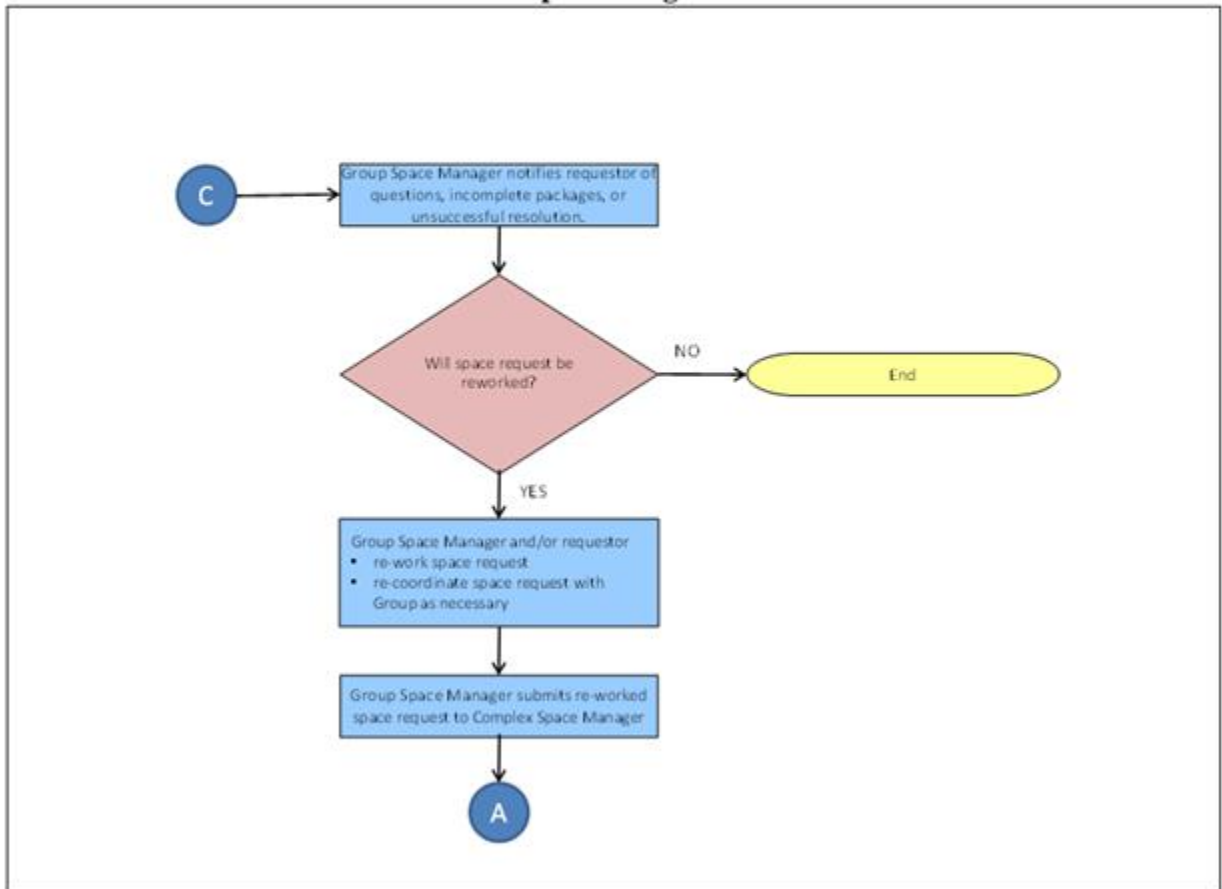 C
Group Space Manager notifies requestor of
questions, incomplete packages, or
unsuccessful resolution.
Will space request be
reworked?
NO
End
YES
Group Space Manager and/or requestor
▪ re-work space request
▪ re-coordinate space request with
Group as necessary
Group Space Manager submits re-worked
space request to Complex Space Manager
A